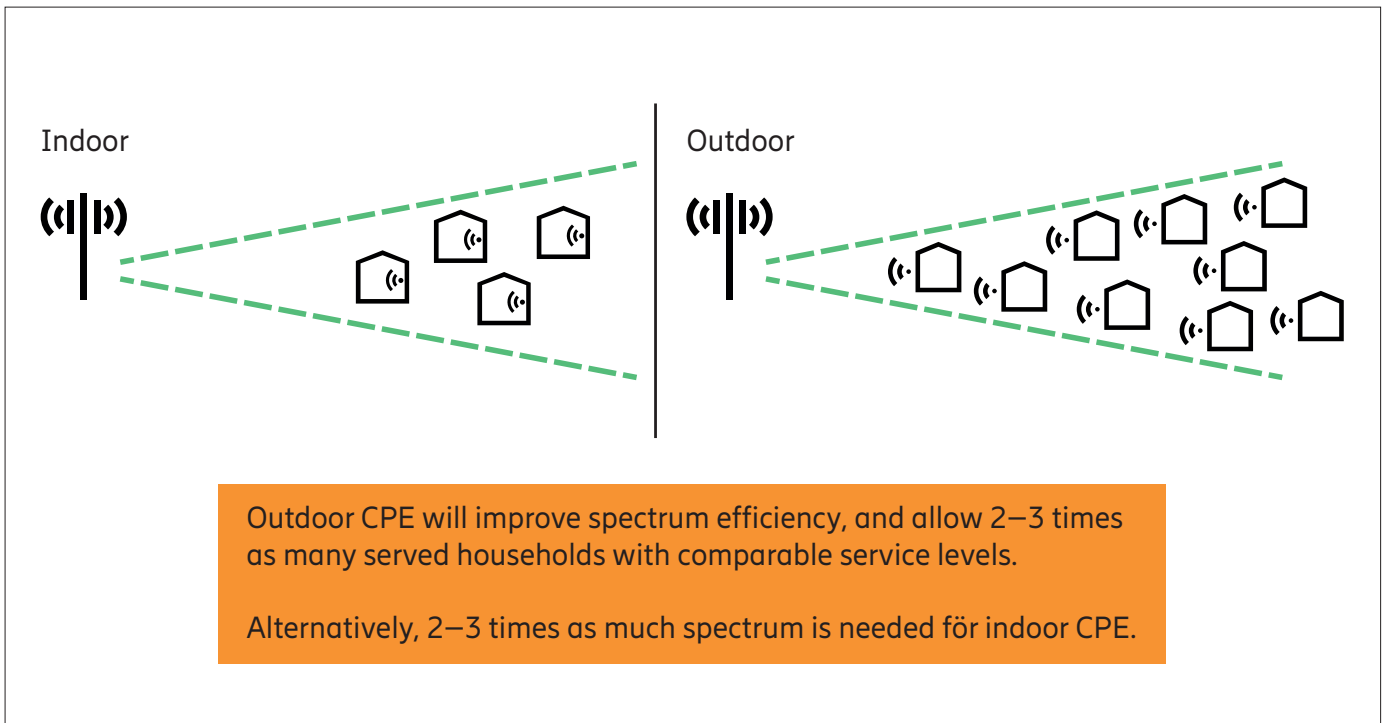 Indoor
Outdoor
Outdoor CPE will improve spectrum efficiency, and allow 2–3 times
as many served households with comparable service levels.
Alternatively, 2–3 times as much spectrum is needed för indoor CPE.